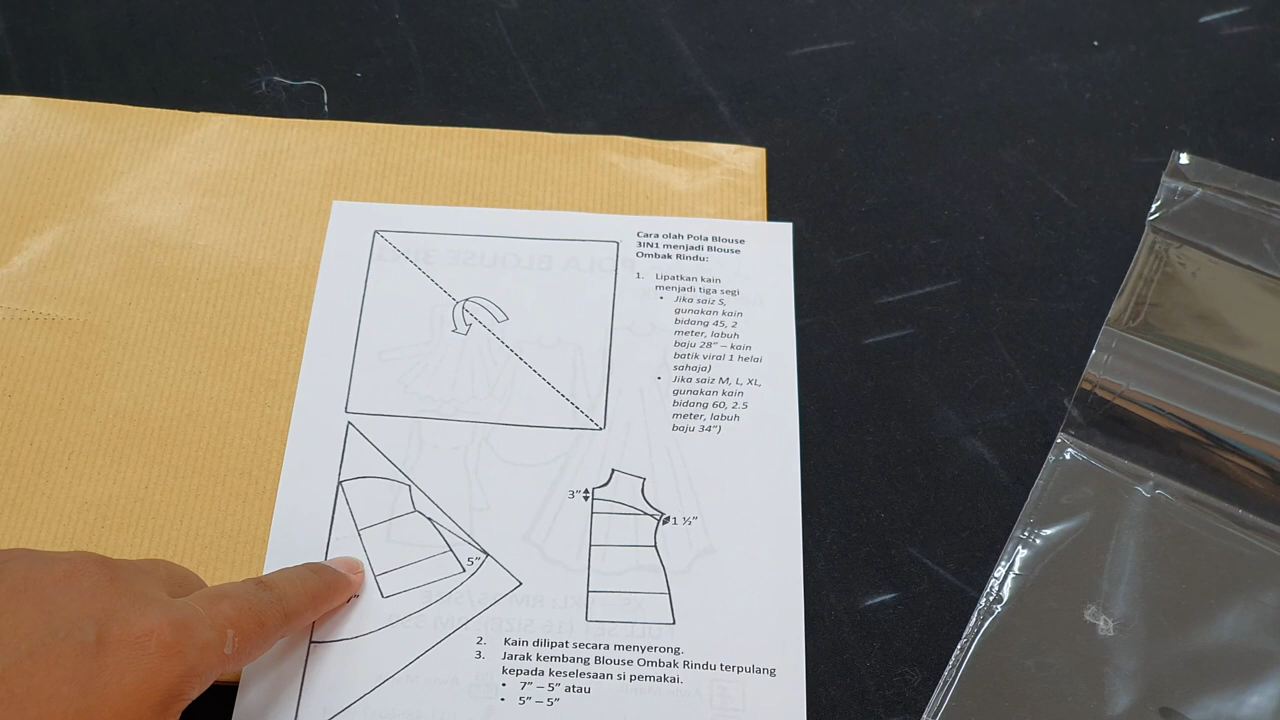 Cara olah Pola Blouse
3IN1 menjadi Blouse
Ombak Rindu:
1. Lipatkan kain
menjadi tiga segi
• Jika saiz S,
gunakan kain
bidang 45, 2
meter, labuh
baju 28” – kain
batik viral 1 helai
sahaja)
• Jika saiz M, L, XL,
gunakan kain
bidang 60, 2.5
meter, labuh
baju 34”)
3”
1 ½”
5”
2. Kain dilipat secara menyerong.
3. Jarak kembang Blouse Ombak Rindu terpulang
kepada keselesaan si pemakai.
• 7” – 5” atau
• 5” – 5”